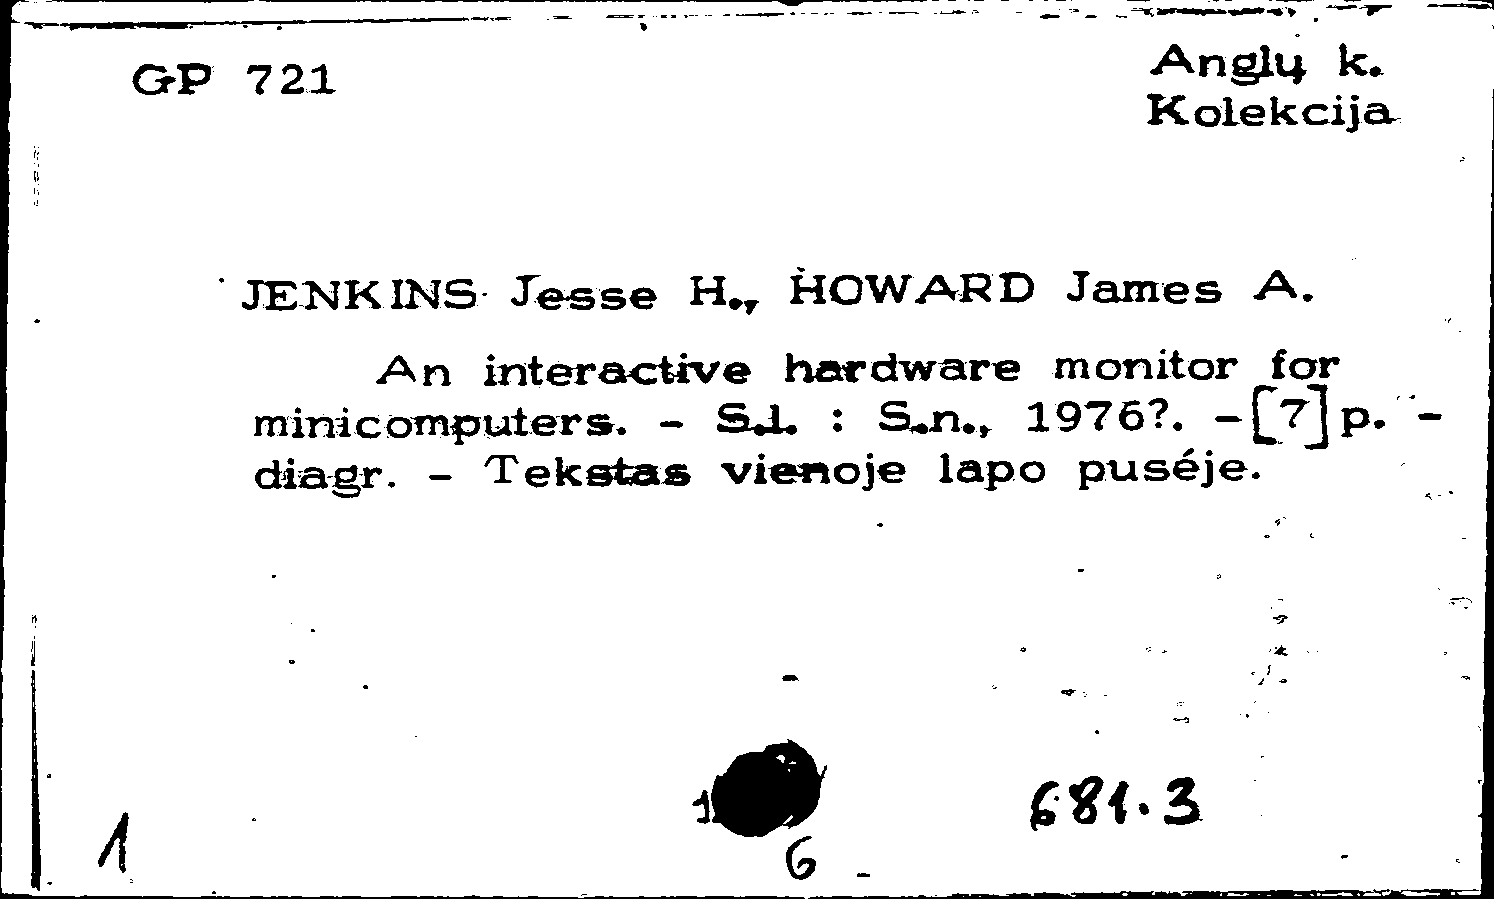 GP 721
Anglų k.
Kolekcija
JENKINS Jesse H., HOWARD James A.
An interactive hardware monitor for
minicomputers. - S.l. : S.n., 1976?. -[7]p. -
diagr. - Tekstas vienoje lapo pusėje.
681.3
1
6
1